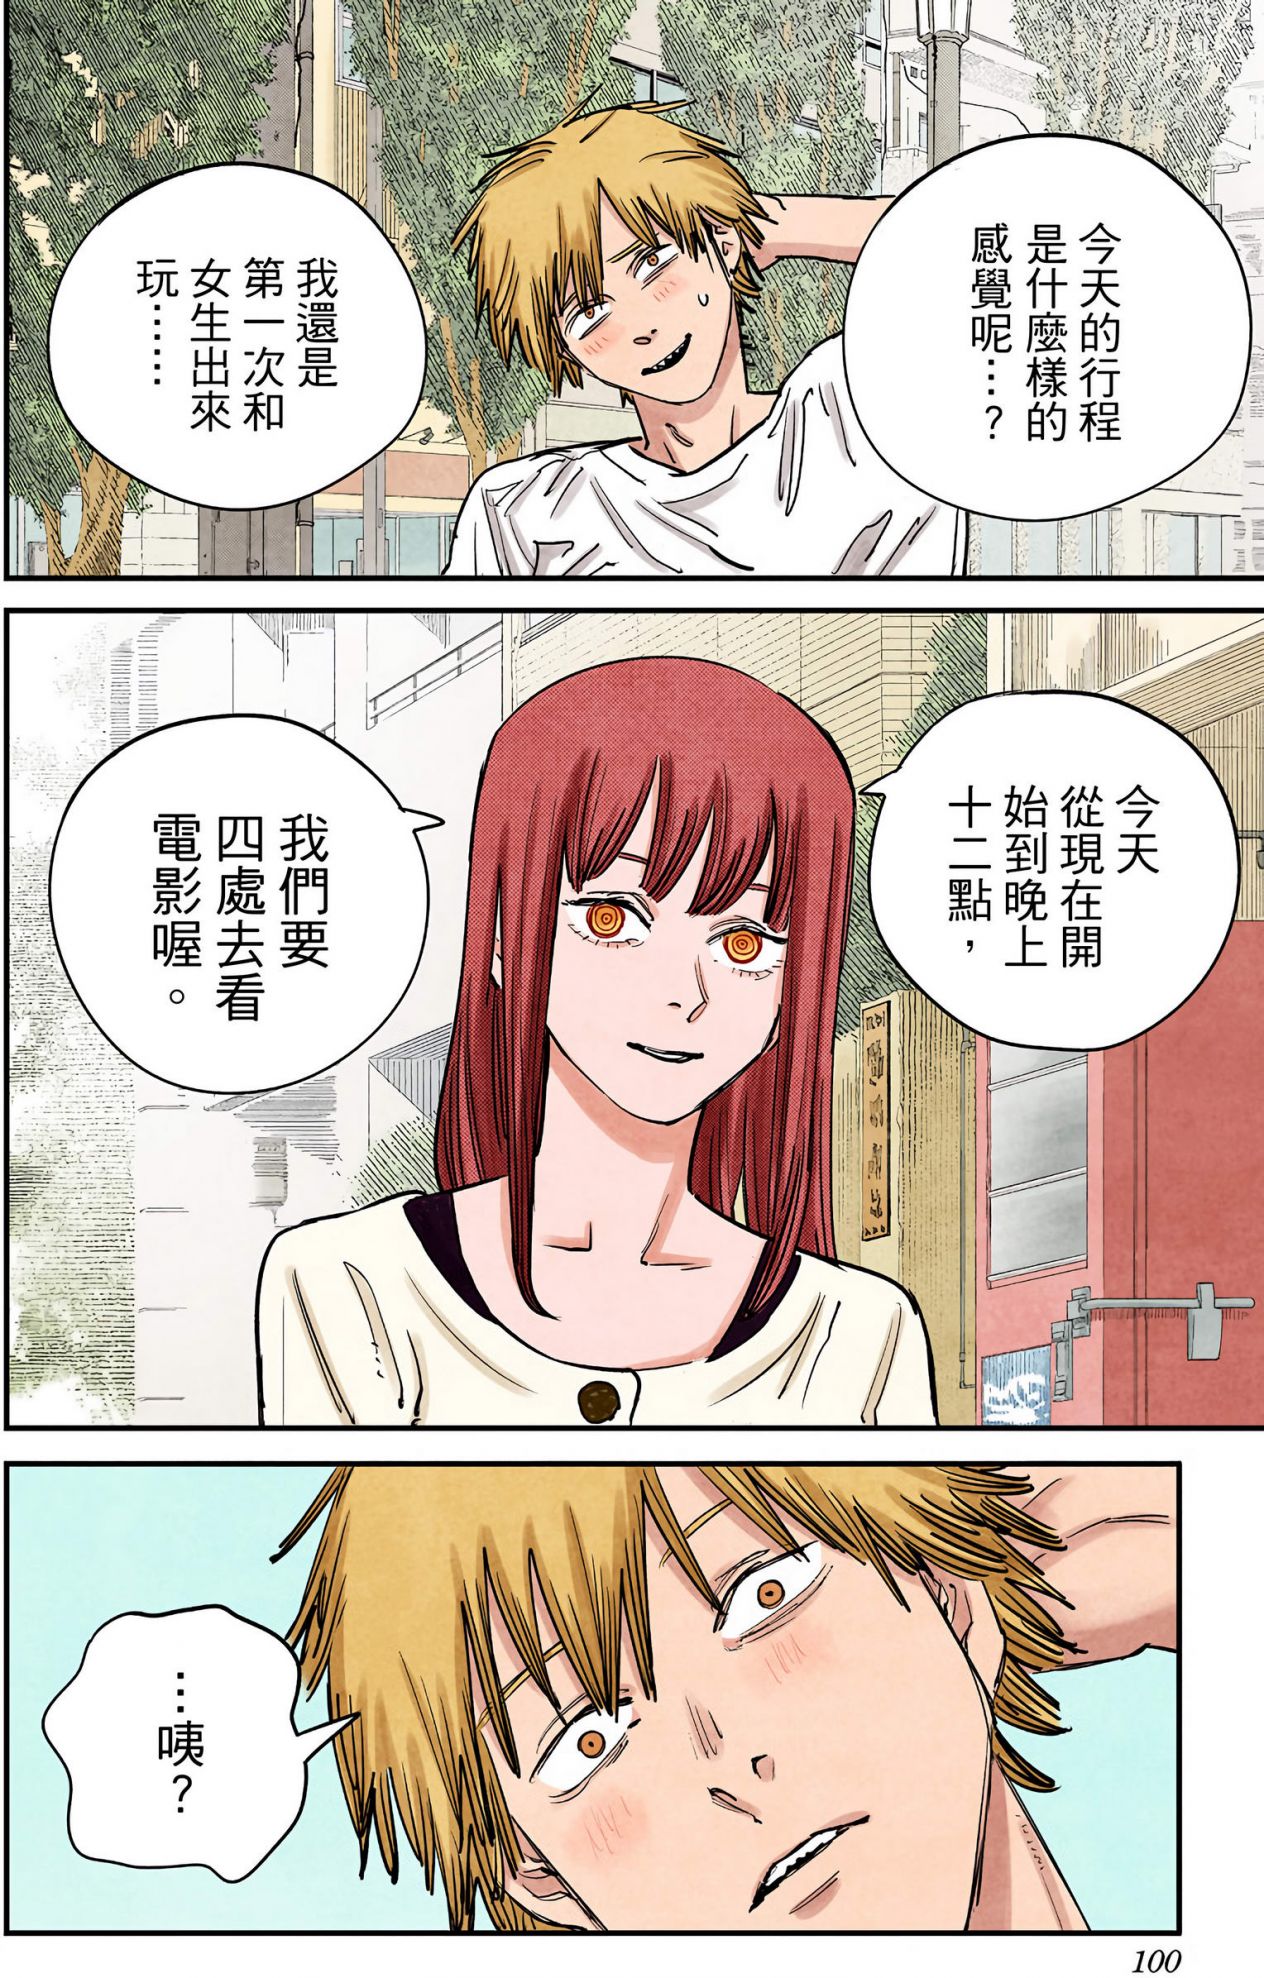 今天的行程
是什麼樣的
感覺呢…?
我還是
第一次和
女生出來
玩……
今天
從現在開
始到晚上
十二點，
我們要
四處去看
電影喔。
…咦?
100